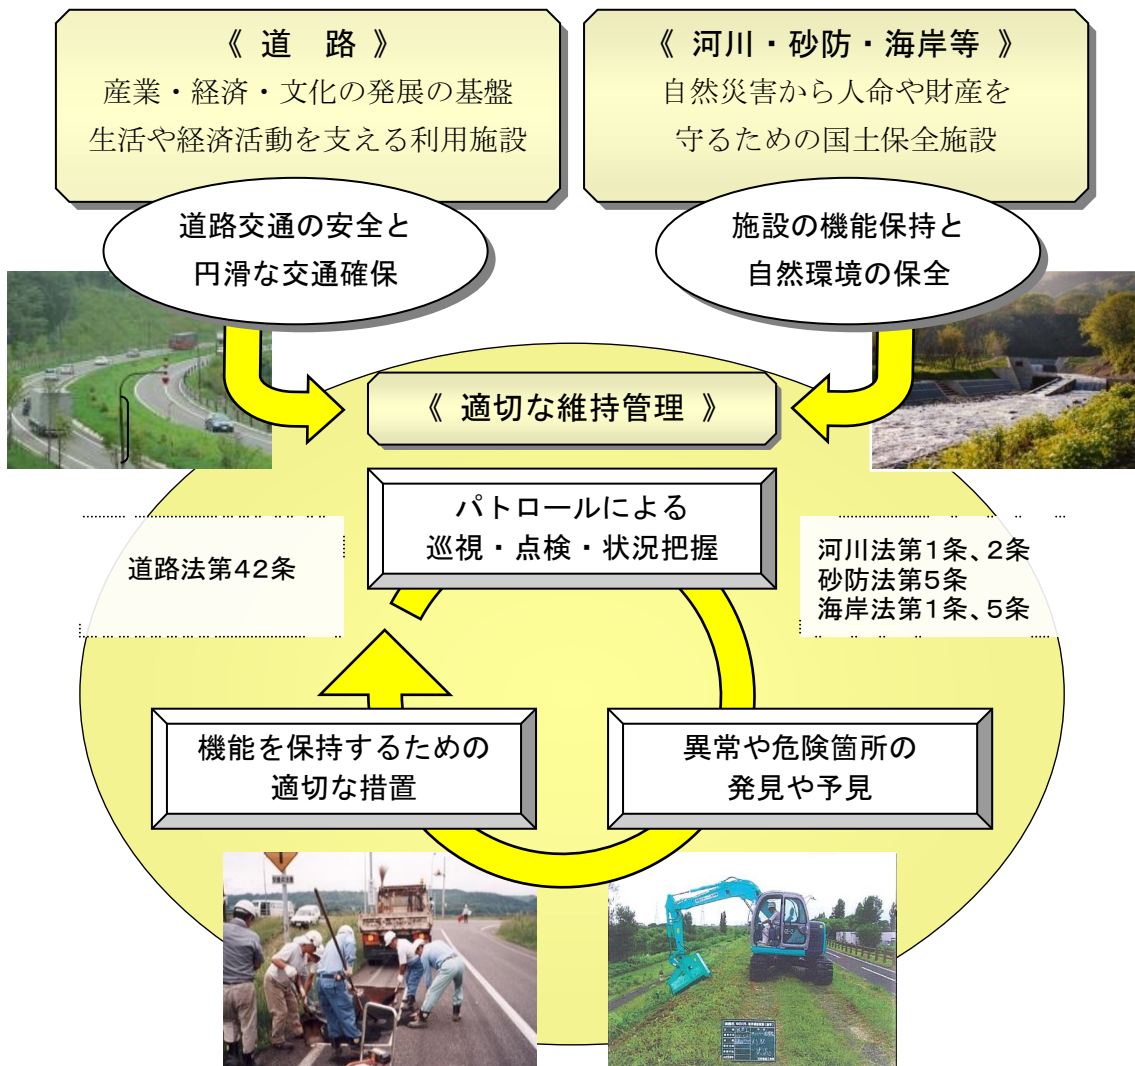 《 道　路 》
産業・経済・文化の発展の基盤
生活や経済活動を支える利用施設
道路交通の安全と
円滑な交通確保
《 河川・砂防・海岸等 》
自然災害から人命や財産を
守るための国土保全施設
施設の機能保持と
自然環境の保全
《 適切な維持管理 》
パトロールによる
巡視・点検・状況把握
道路法第４２条
河川法第１条、２条
砂防法第５条
海岸法第１条、５条
機能を保持するための
適切な措置
異常や危険箇所の
発見や予見